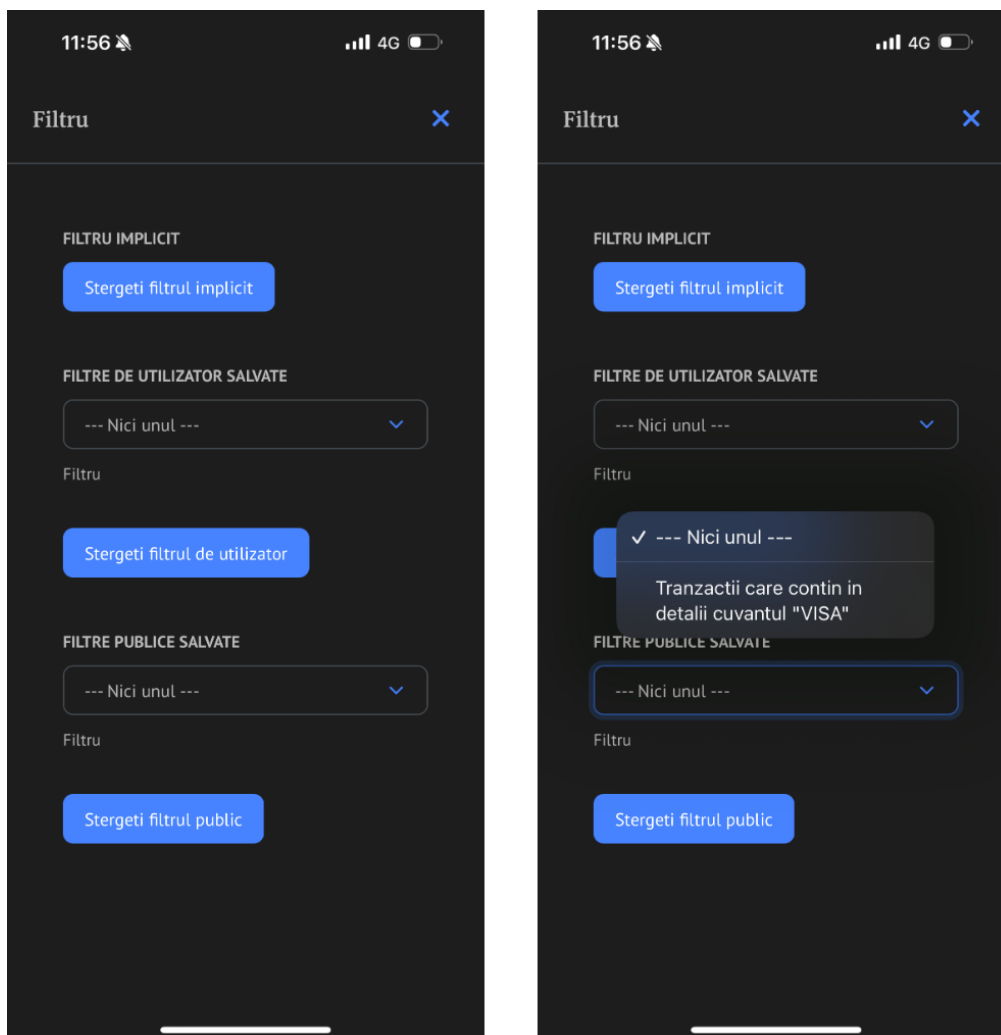 11:56
4G
Filtru
FILTRU IMPLICIT
Stergeti filtrul implicit
FILTRE DE UTILIZATOR SALVATE
--- Nici unul ---
Filtru
Stergeti filtrul de utilizator
FILTRE PUBLICE SALVATE
--- Nici unul ---
Filtru
Stergeti filtrul public
11:56
4G
Filtru
FILTRU IMPLICIT
Stergeti filtrul implicit
FILTRE DE UTILIZATOR SALVATE
--- Nici unul ---
Filtru
--- Nici unul ---
Tranzactii care contin in
detalii cuvantul "VISA"
FILTRE PUBLICE SALVATE
--- Nici unul ---
Filtru
Stergeti filtrul public